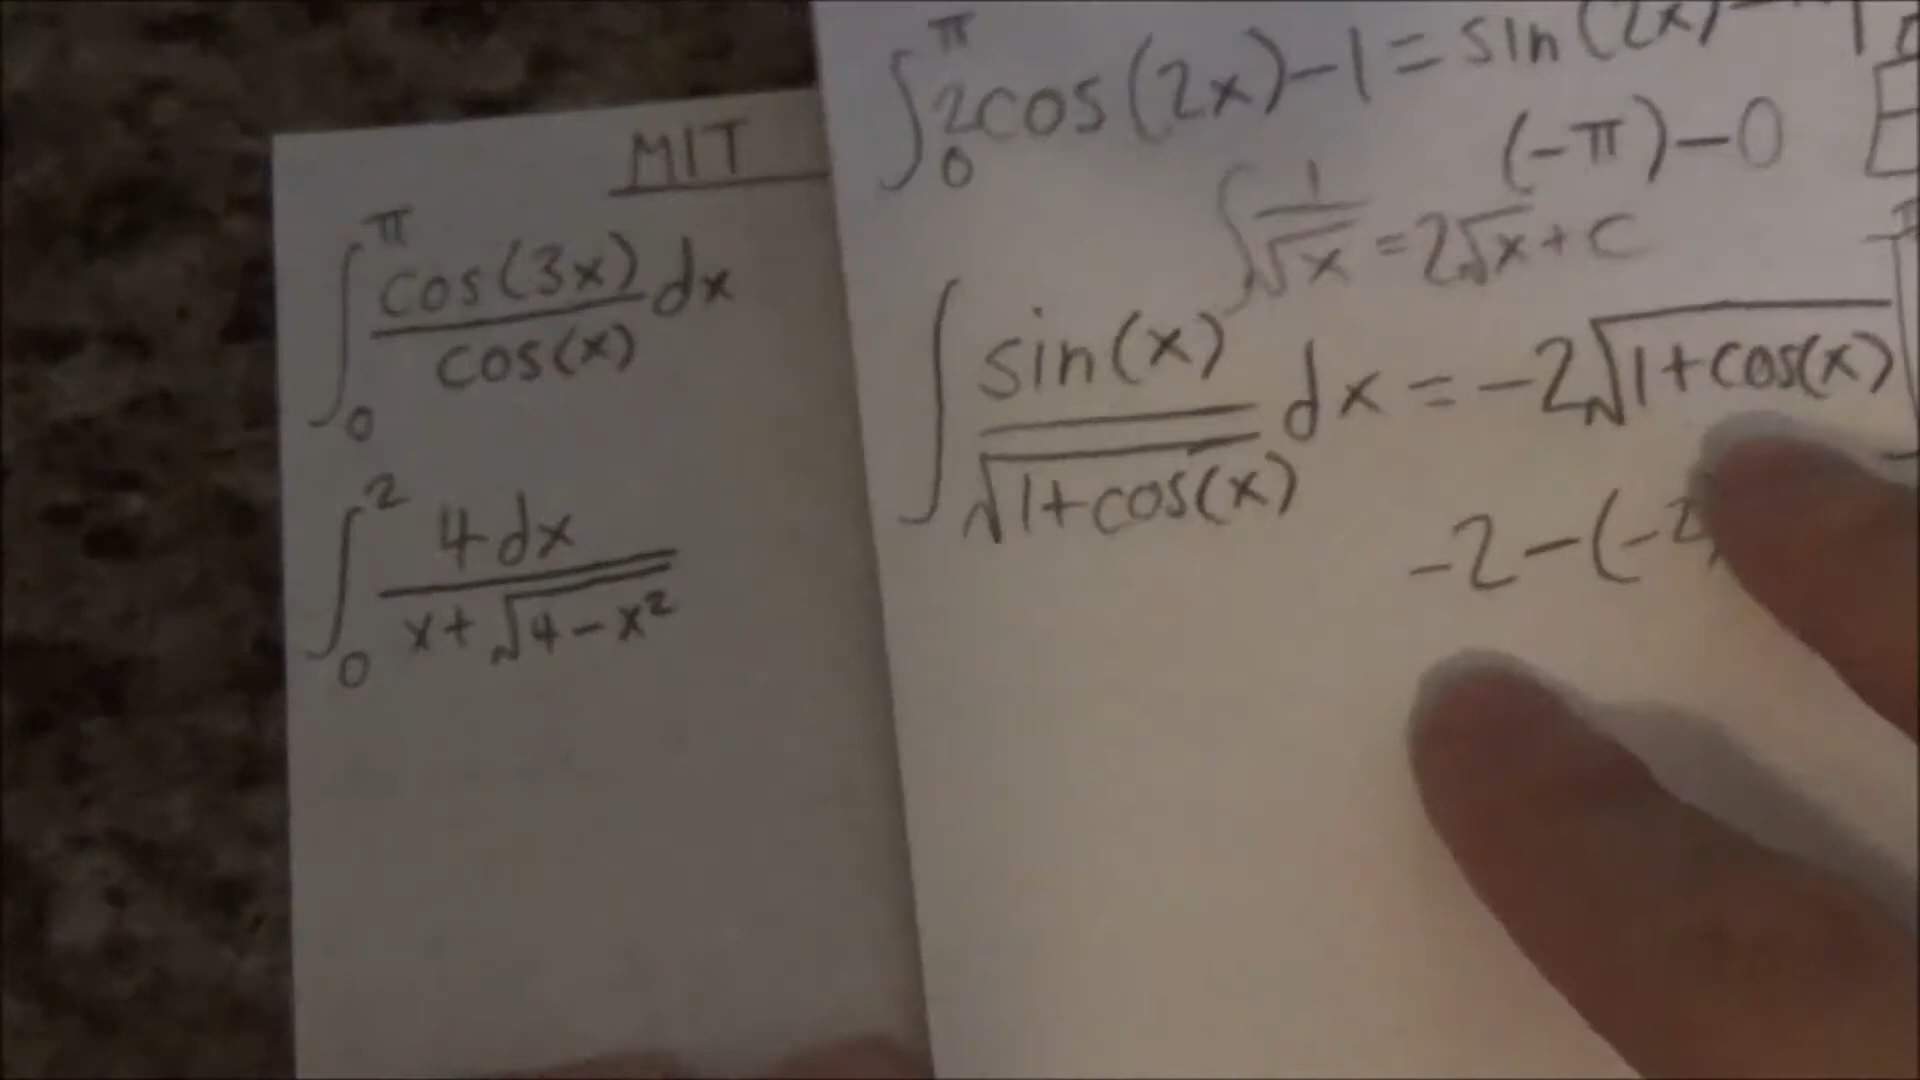 MIT
∫₀^π cos(3x)/cos(x) dx
∫₀² 4dx/(x+√(4-x²))
∫₀^π 2cos(2x)-1=sin(2x)-
(-π)-0
∫1/√x=2√x+c
∫sin(x)/√(1+cos(x)) dx=-2√(1+cos(x))
-2-(-2